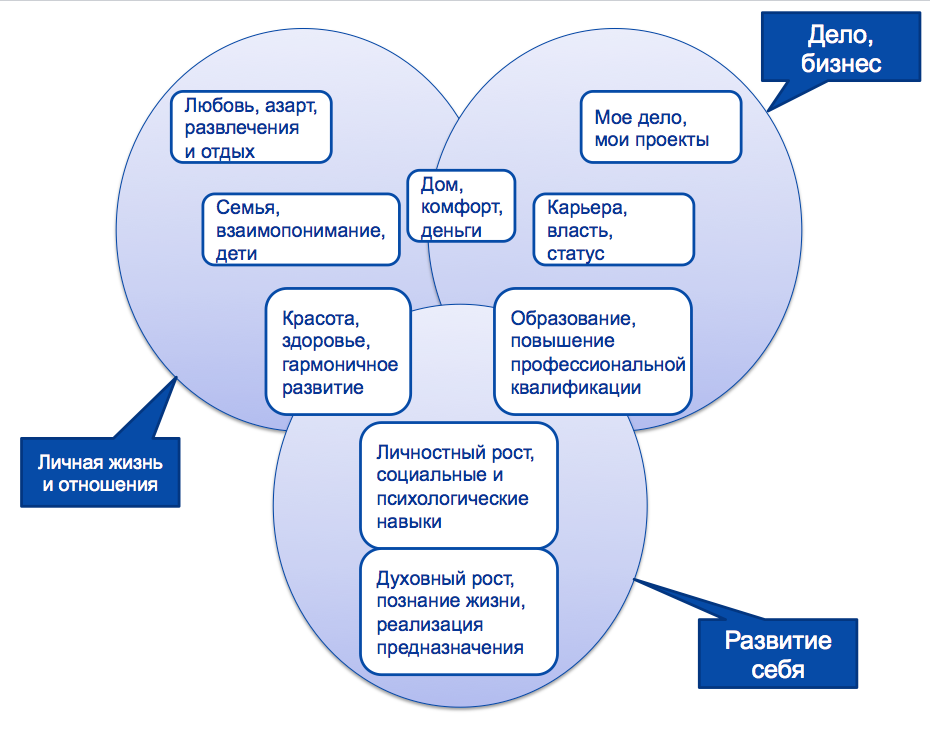 Дело,
бизнес
Любовь, азарт,
развлечения
и отдых
Мое дело,
мои проекты
Дом,
комфорт,
деньги
Семья,
взаимопонимание,
дети
Карьера,
власть,
статус
Красота,
здоровье,
гармоничное
развитие
Образование,
повышение
профессиональной
квалификации
Личная жизнь
и отношения
Личностный рост,
социальные и
психологические
навыки
Духовный рост,
познание жизни,
реализация
предназначения
Развитие
себя